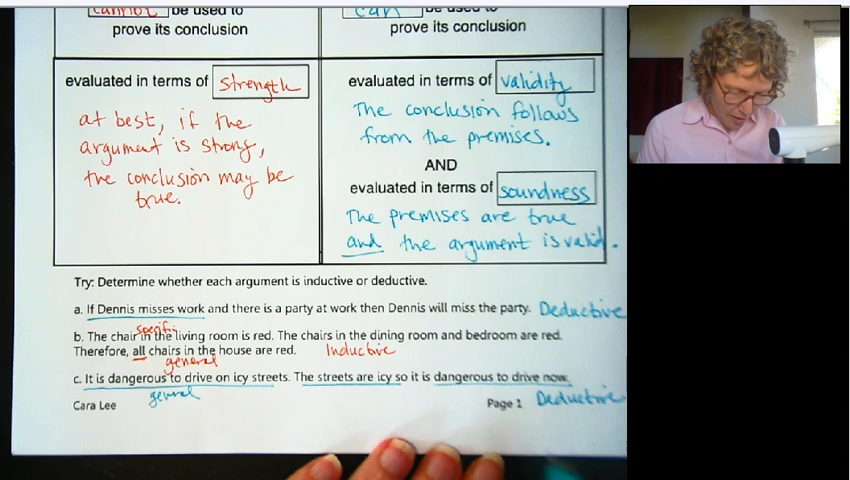 cannot be used to
prove its conclusion
can be used to
prove its conclusion
evaluated in terms of strength
at best, if the
argument is strong,
the conclusion may be
true.
evaluated in terms of validity
The conclusion follows
from the premises.
AND
evaluated in terms of soundness
The premises are true
and the argument is valid.
Try: Determine whether each argument is inductive or deductive.
a. If Dennis misses work and there is a party at work then Dennis will miss the party. Deductive
specific
b. The chair in the living room is red. The chairs in the dining room and bedroom are red.
Therefore, all chairs in the house are red. Inductive
general
c. It is dangerous to drive on icy streets. The streets are icy so it is dangerous to drive now.
general
Deductive
Cara Lee
Page 1